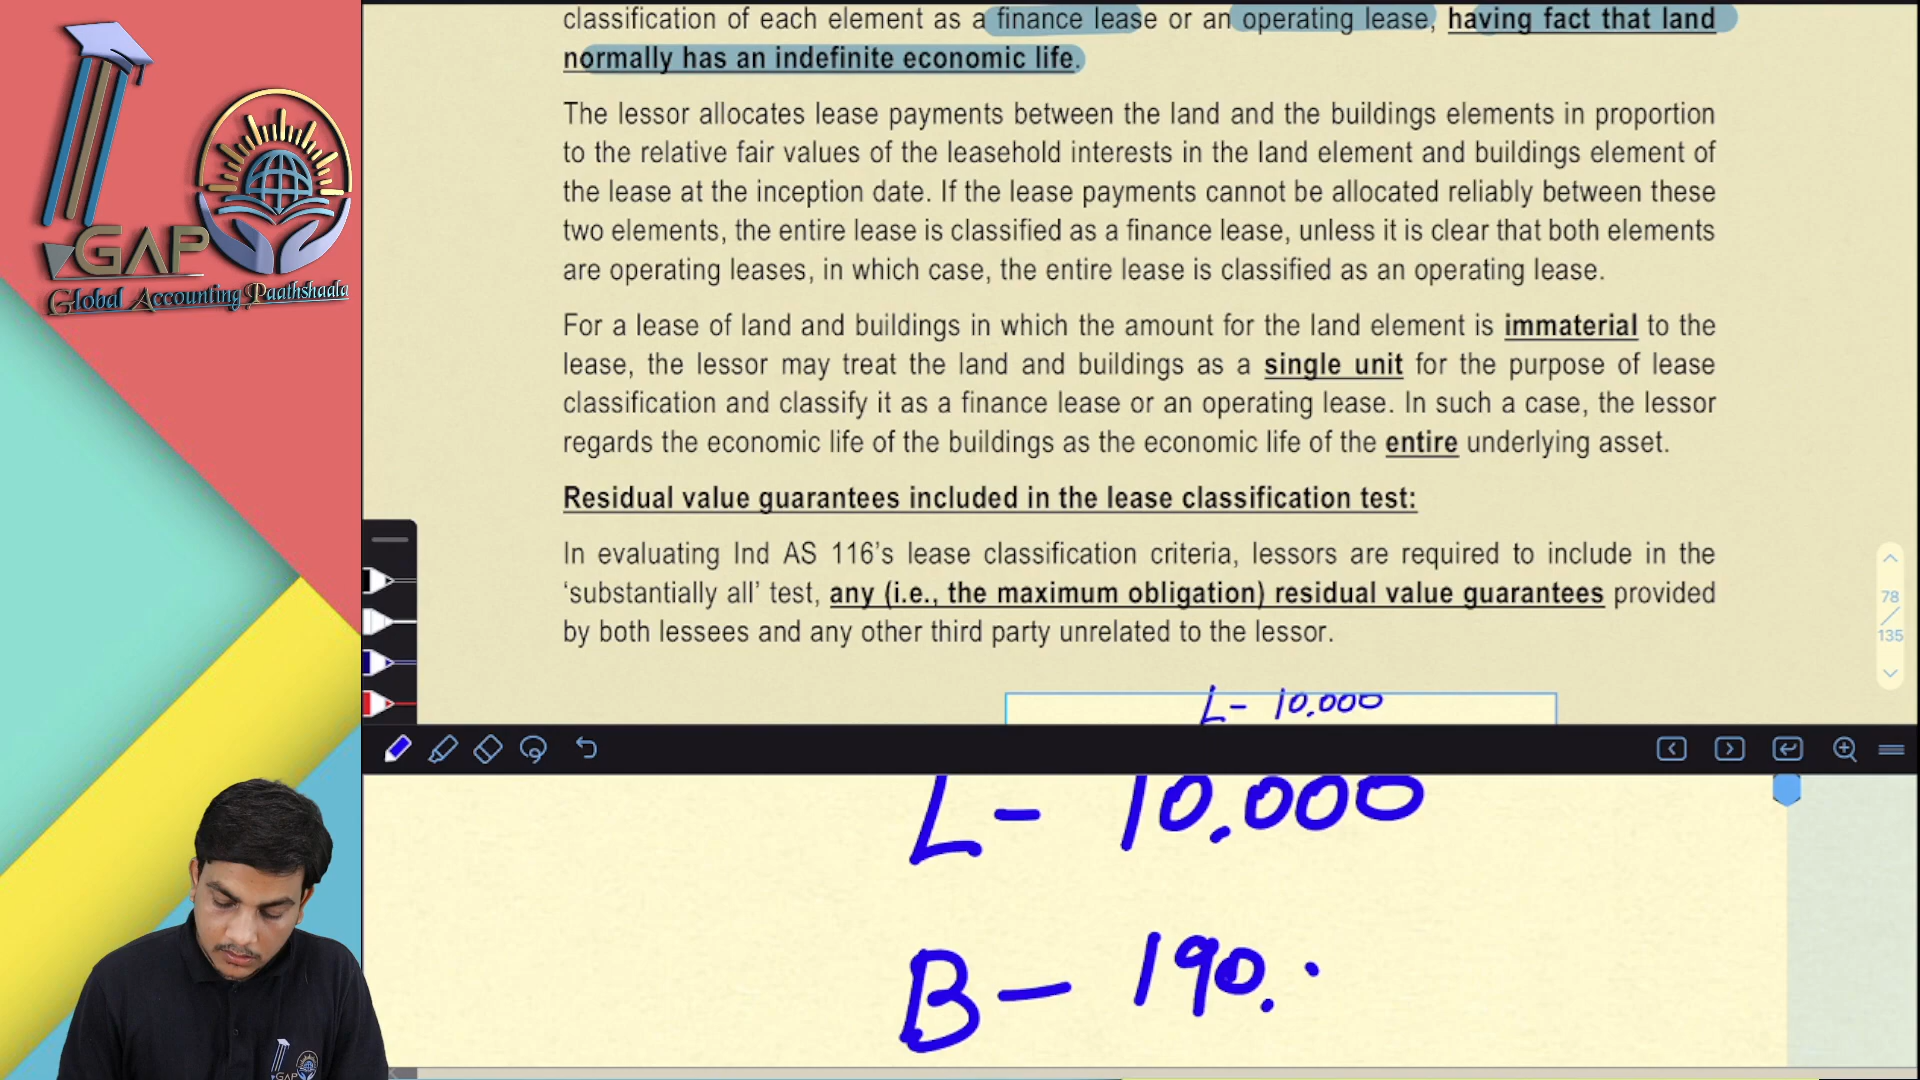 classification of each element as a finance lease or an operating lease, having fact that land
normally has an indefinite economic life.
The lessor allocates lease payments between the land and the buildings elements in proportion
to the relative fair values of the leasehold interests in the land element and buildings element of
the lease at the inception date. If the lease payments cannot be allocated reliably between these
two elements, the entire lease is classified as a finance lease, unless it is clear that both elements
are operating leases, in which case, the entire lease is classified as an operating lease.
For a lease of land and buildings in which the amount for the land element is immaterial to the
lease, the lessor may treat the land and buildings as a single unit for the purpose of lease
classification and classify it as a finance lease or an operating lease. In such a case, the lessor
regards the economic life of the buildings as the economic life of the entire underlying asset.
Residual value guarantees included in the lease classification test:
In evaluating Ind AS 116’s lease classification criteria, lessors are required to include in the
‘substantially all’ test, any (i.e., the maximum obligation) residual value guarantees provided
by both lessees and any other third party unrelated to the lessor.
L- 10.000
L- 10.000
B- 190.
GAP
Global Accounting Paathshaala
78
/
135
GAP